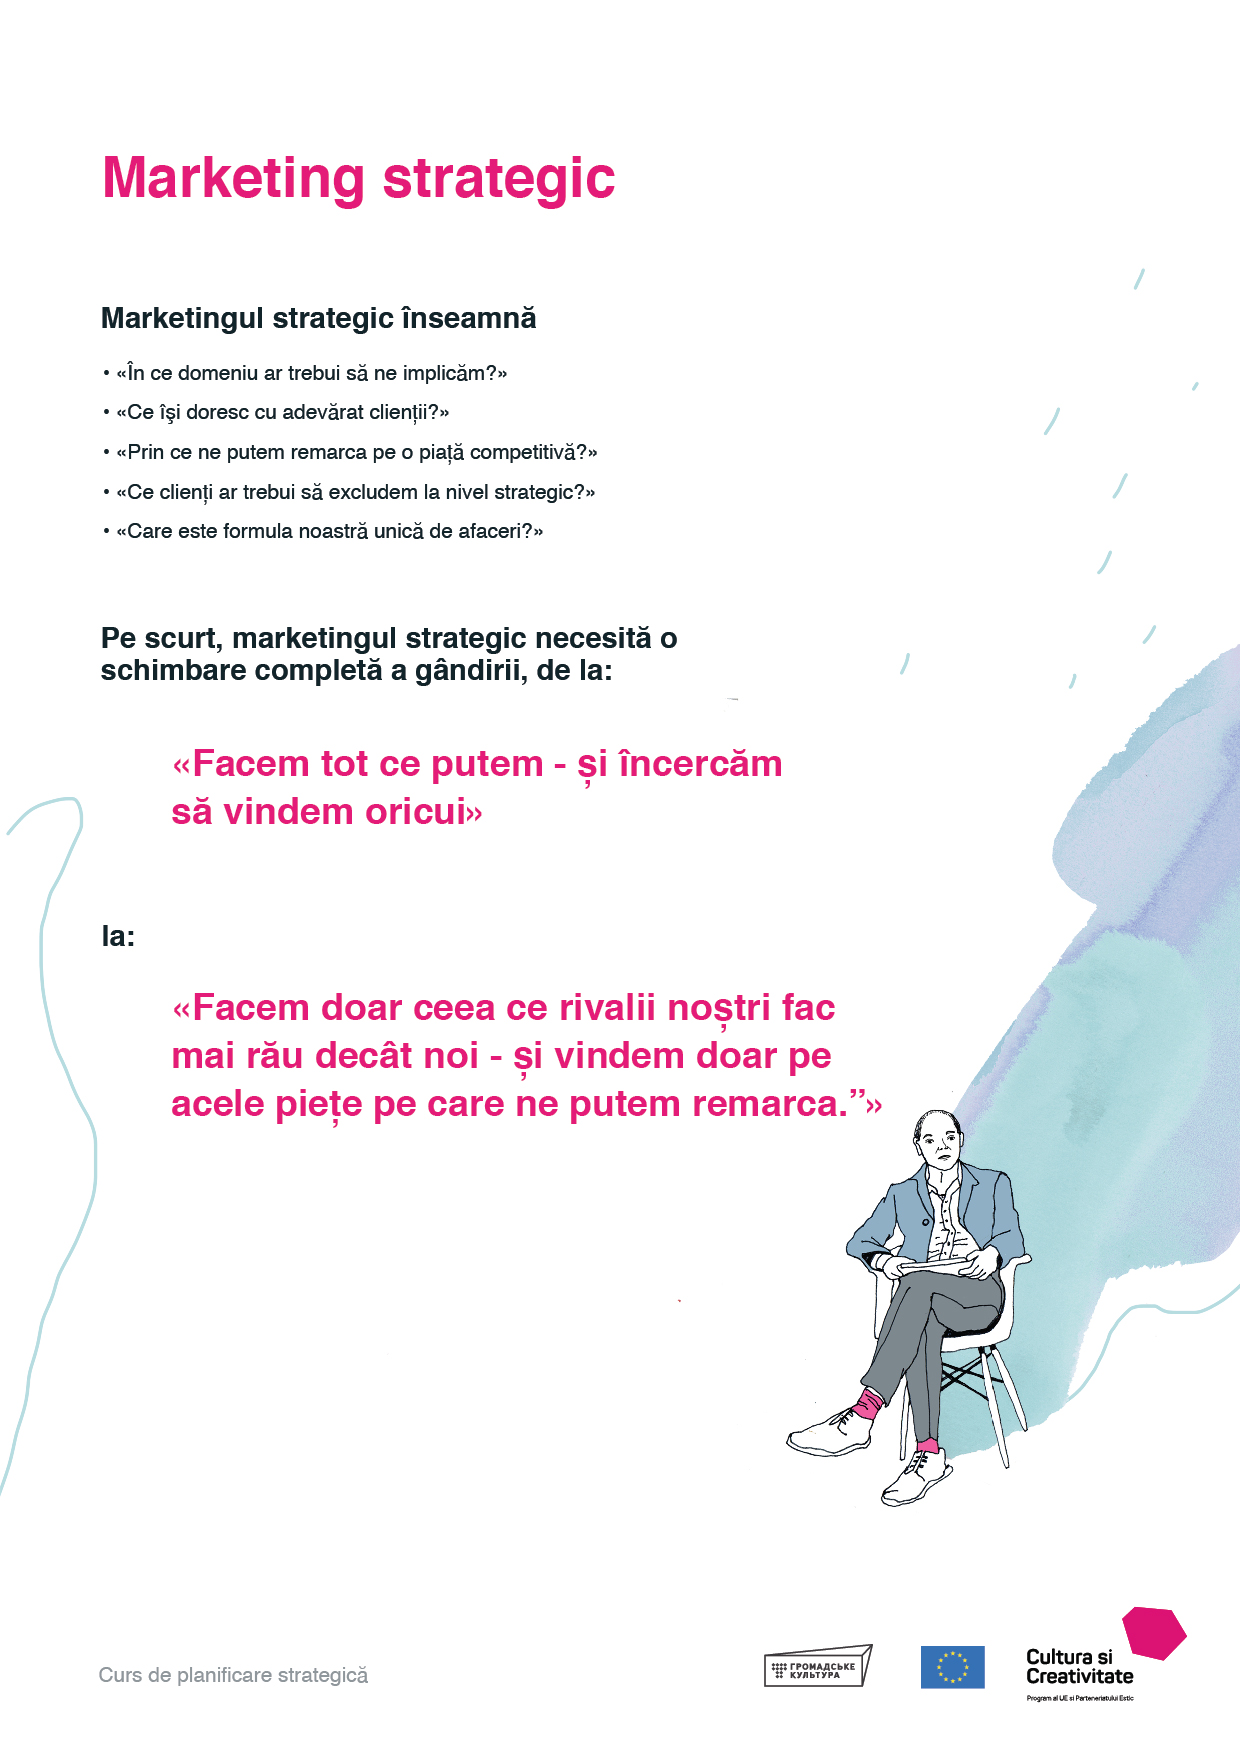 Marketing strategic
Marketingul strategic înseamnă
• «În ce domeniu ar trebui să ne implicăm?»
• «Ce îşi doresc cu adevărat clienții?»
• «Prin ce ne putem remarca pe o piață competitivă?»
• «Ce clienți ar trebui să excludem la nivel strategic?»
• «Care este formula noastră unică de afaceri?»
Pe scurt, marketingul strategic necesită o
schimbare completă a gândirii, de la:
«Facem tot ce putem - și încercăm
să vindem oricui»
la:
«Facem doar ceea ce rivalii noștri fac
mai rău decât noi - și vindem doar pe
acele piețe pe care ne putem remarca.”»
Curs de planificare strategică
ГРОМАДСЬКЕ
КУЛЬТУРА
Cultura si
Creativitate
Program al UE si Parteneriatului Estic